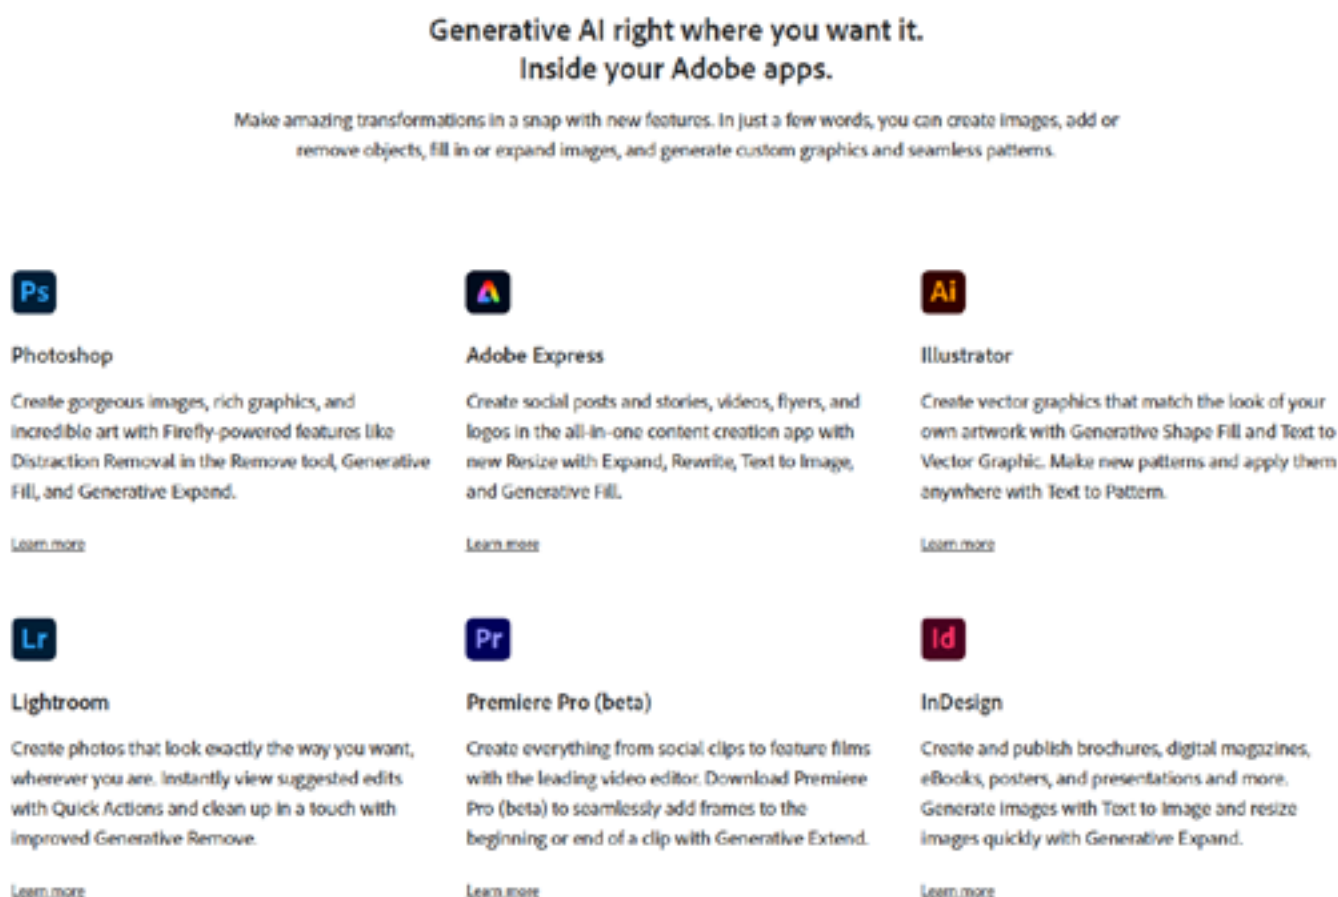 Generative AI right where you want it.
Inside your Adobe apps.
Make amazing transformations in a snap with new features. In just a few words, you can create images, add or
remove objects, fill in or expand images, and generate custom graphics and seamless patterns.
Ps
Photoshop
Create gorgeous images, rich graphics, and
incredible art with Firefly-powered features like
Distraction Removal in the Remove tool, Generative
Fill, and Generative Expand.
Learn more
Adobe Express
Create social posts and stories, videos, flyers, and
logos in the all-in-one content creation app with
new Resize with Expand, Rewrite, Text to Image,
and Generative Fill.
Learn more
Ai
Illustrator
Create vector graphics that match the look of your
own artwork with Generative Shape Fill and Text to
Vector Graphic. Make new patterns and apply them
anywhere with Text to Pattern.
Learn more
Lr
Lightroom
Create photos that look exactly the way you want,
wherever you are. Instantly view suggested edits
with Quick Actions and clean up in a touch with
improved Generative Remove.
Learn more
Pr
Premiere Pro (beta)
Create everything from social clips to feature films
with the leading video editor. Download Premiere
Pro (beta) to seamlessly add frames to the
beginning or end of a clip with Generative Extend.
Learn more
Id
InDesign
Create and publish brochures, digital magazines,
eBooks, posters, and presentations and more.
Generate images with Text to Image and resize
images quickly with Generative Expand.
Learn more